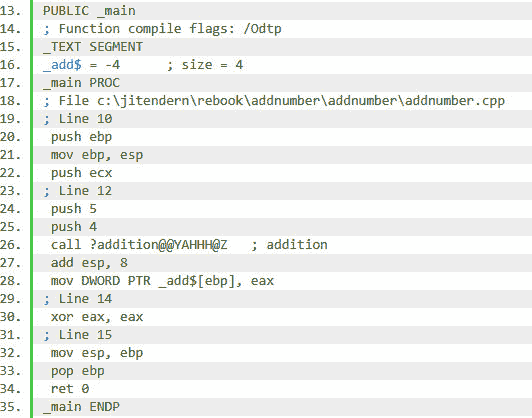 13. PUBLIC _main
14. ; Function compile flags: /Odtp
15. _TEXT SEGMENT
16. _add$ = -4 ; size = 4
17. _main PROC
18. ; File c:\jitendern\rebook\addnumber\addnumber\addnumber.cpp
19. ; Line 10
20. push ebp
21. mov ebp, esp
22. push ecx
23. ; Line 12
24. push 5
25. push 4
26. call ?addition@@YAHHH@Z ; addition
27. add esp, 8
28. mov DWORD PTR _add$[ebp], eax
29. ; Line 14
30. xor eax, eax
31. ; Line 15
32. mov esp, ebp
33. pop ebp
34. ret 0
35. _main ENDP